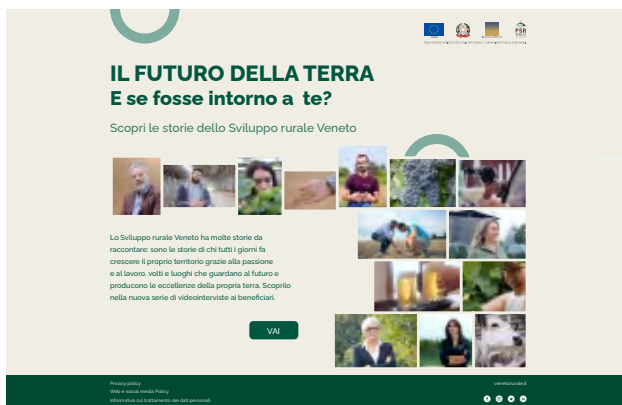 PSR
IL FUTURO DELLA TERRA
E se fosse intorno a te?
Scopri le storie dello Sviluppo rurale Veneto
Lo Sviluppo rurale Veneto ha molte storie da
raccontare: sono le storie di chi tutti i giorni fa
crescere il proprio territorio grazie alla passione
e al lavoro, volti e luoghi che guardano al futuro e
producono le eccellenze della propria terra. Scoprilo
nella nuova serie di videointerviste ai beneficiari.
VAI
Privacy policy
Web e social media Policy
Informativa sul trattamento dei dati personali
venetorurale.it